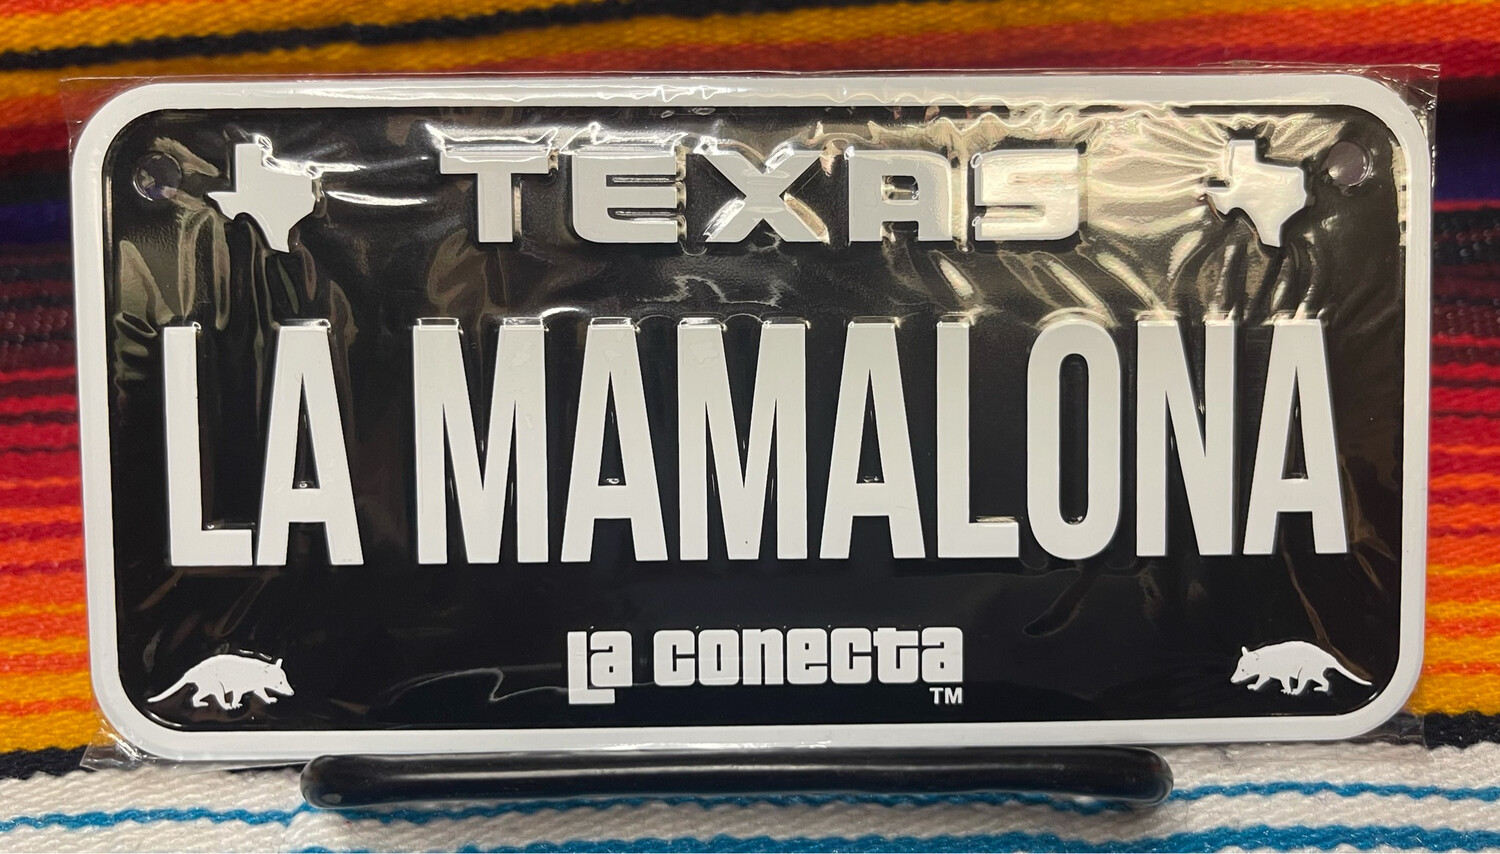 TEXAS
LA MAMALONA
La conecta
TM